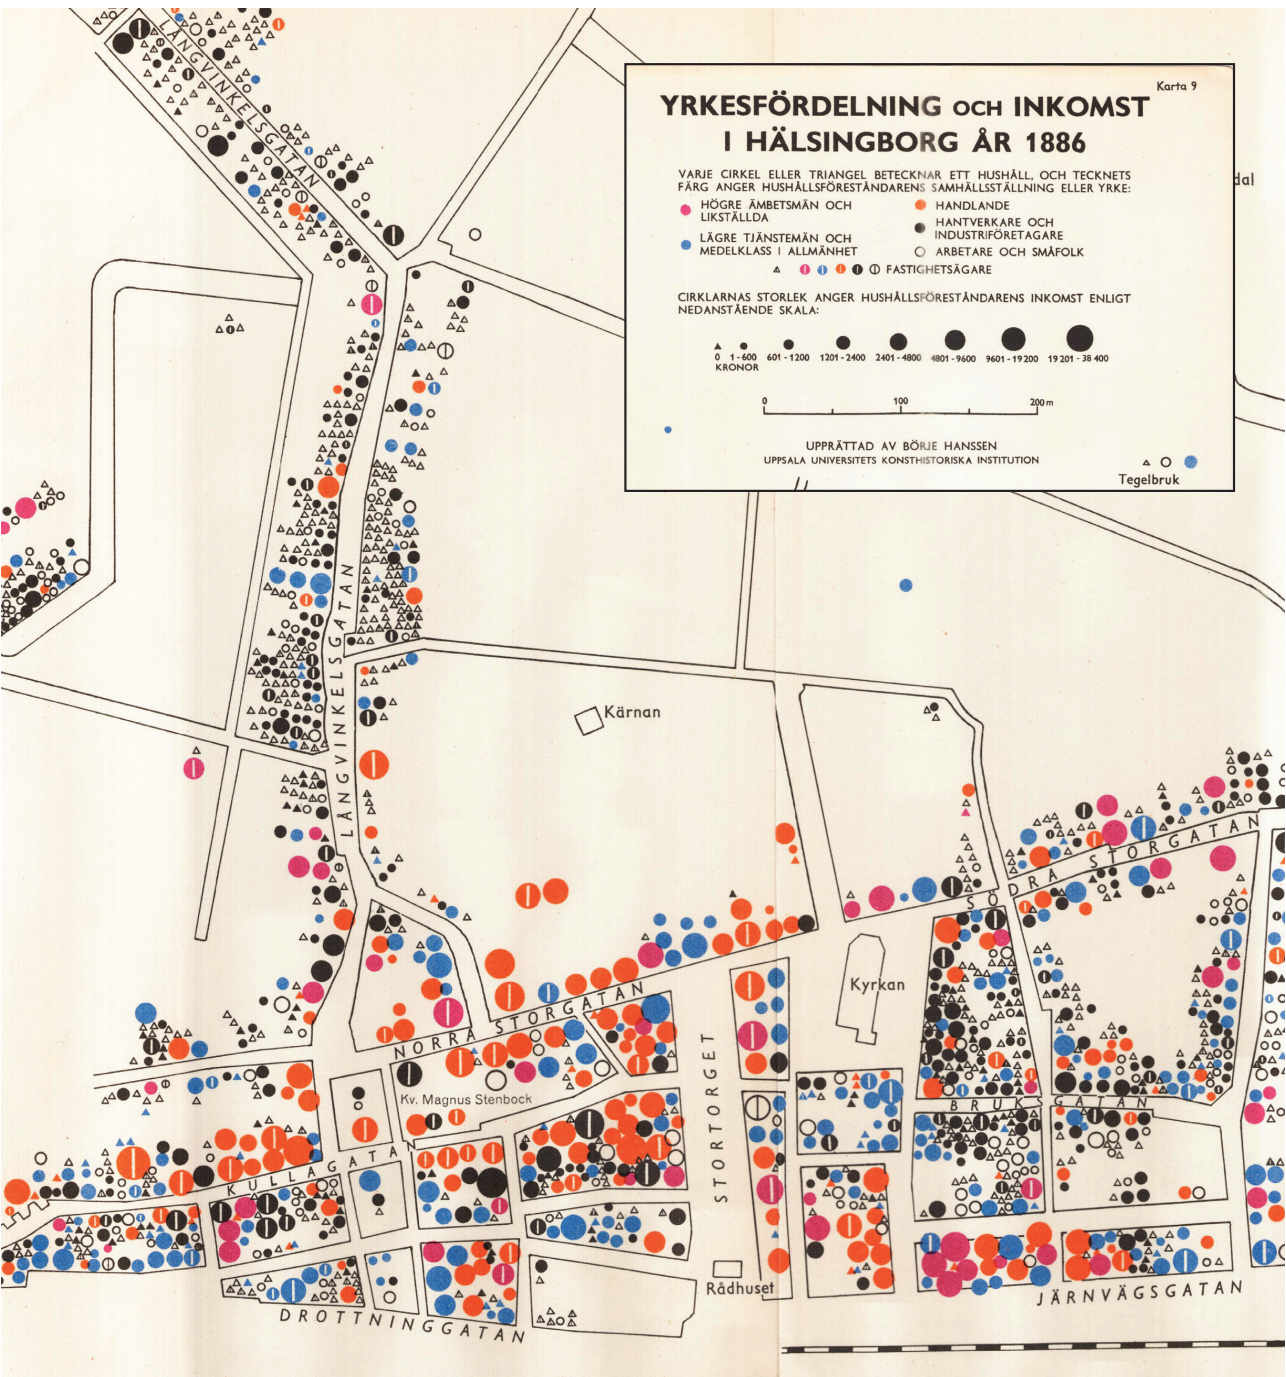 Karta 9
YRKESFÖRDELNING OCH INKOMST
I HÄLSINGBORG ÅR 1886
VARJE CIRKEL ELLER TRIANGEL BETECKNAR ETT HUSHÅLL, OCH TECKNETS
FÄRG ANGER HUSHÅLLSFÖRESTÅNDARENS SAMHÄLLSSTÄLLNING ELLER YRKE:
HÖGRE ÄMBETSMÄN OCH
LIKSTÄLLDA
LÄGRE TJÄNSTEMÄN OCH
MEDELKLASS I ALLMÄNHET
HANDLANDE
HANTVERKARE OCH
INDUSTRIFÖRETAGARE
ARBETARE OCH SMÅFOLK
FASTIGHETSÄGARE
CIRKLARNAS STORLEK ANGER HUSHÅLLSFÖRESTÅNDARENS INKOMST ENLIGT
NEDANSTÅENDE SKALA:
0 1-600 601-1200 1201-2400 2401-4800 4801-9600 9601-19200 19201-38400
KRONOR
0 100 200m
UPPRÄTTAD AV BÖRJE HANSSEN
UPPSALA UNIVERSITETS KONSTHISTORISKA INSTITUTION
Tegelbruk
dal
LÅNGVINKELSGATAN
LÅNGVINKELSGATAN
LÅNGVINKELSGATAN
Kärnan
SÖDRA STORGATAN
Kyrkan
NORRA STORGATAN
STORTORGET
Kv. Magnus Stenbock
BRUKSGATAN
KULLAGATAN
Rådhuset
JÄRNVÄGSGATAN
DROTTNINGGATAN